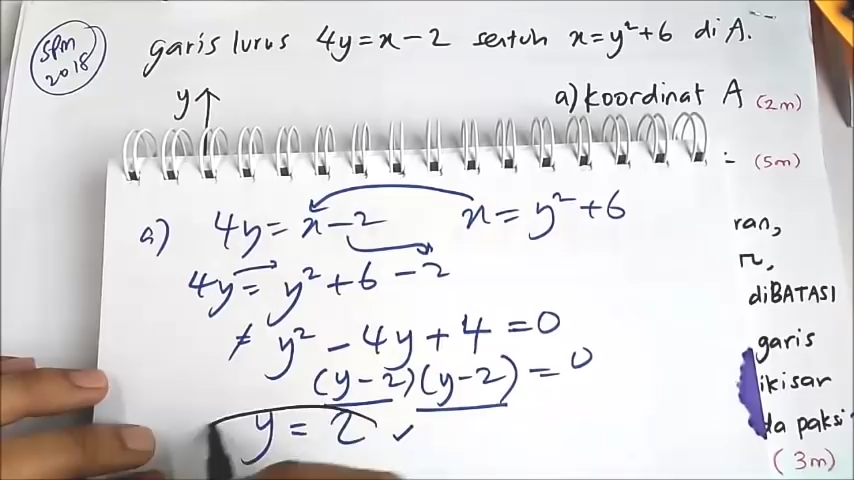 SPM 2018
garis lurus 4y = x - 2 sentuh x = y² + 6 di A.
y
a) koordinat A (2m)
(5m)
a) 4y = x - 2 x = y² + 6
4y = y² + 6 - 2
y² - 4y + 4 = 0
(y - 2)(y - 2) = 0
y = 2 ✓
ran,
π,
diBATASI
garis
ikisar
da paksi
(3m)